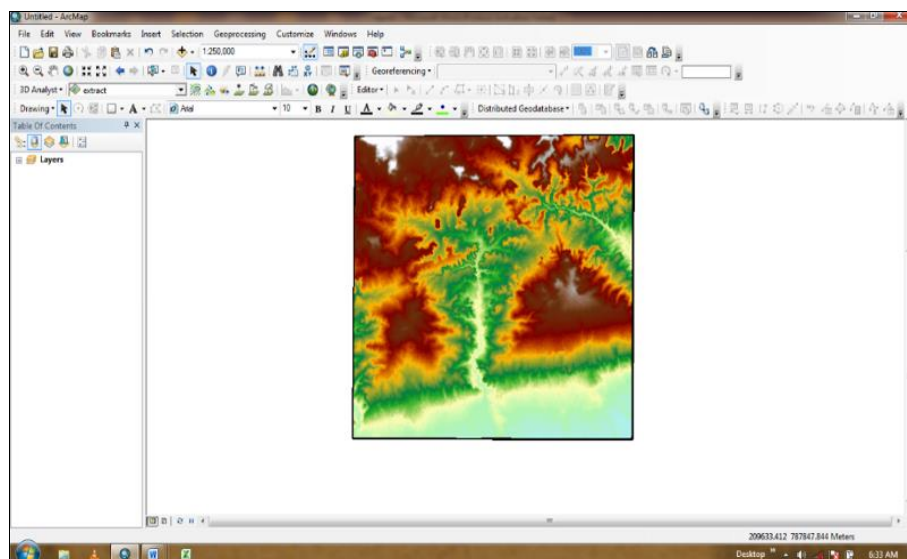 Untitled - ArcMap
File Edit View Bookmarks Insert Selection Geoprocessing Customize Windows Help
1:250,000
Georeferencing
3D Analyst extract Editor
Drawing A Arial 10 B I U A Distributed Geodatabase
Table Of Contents
Layers
209633.412 787847.844 Meters
Desktop 6:33 AM